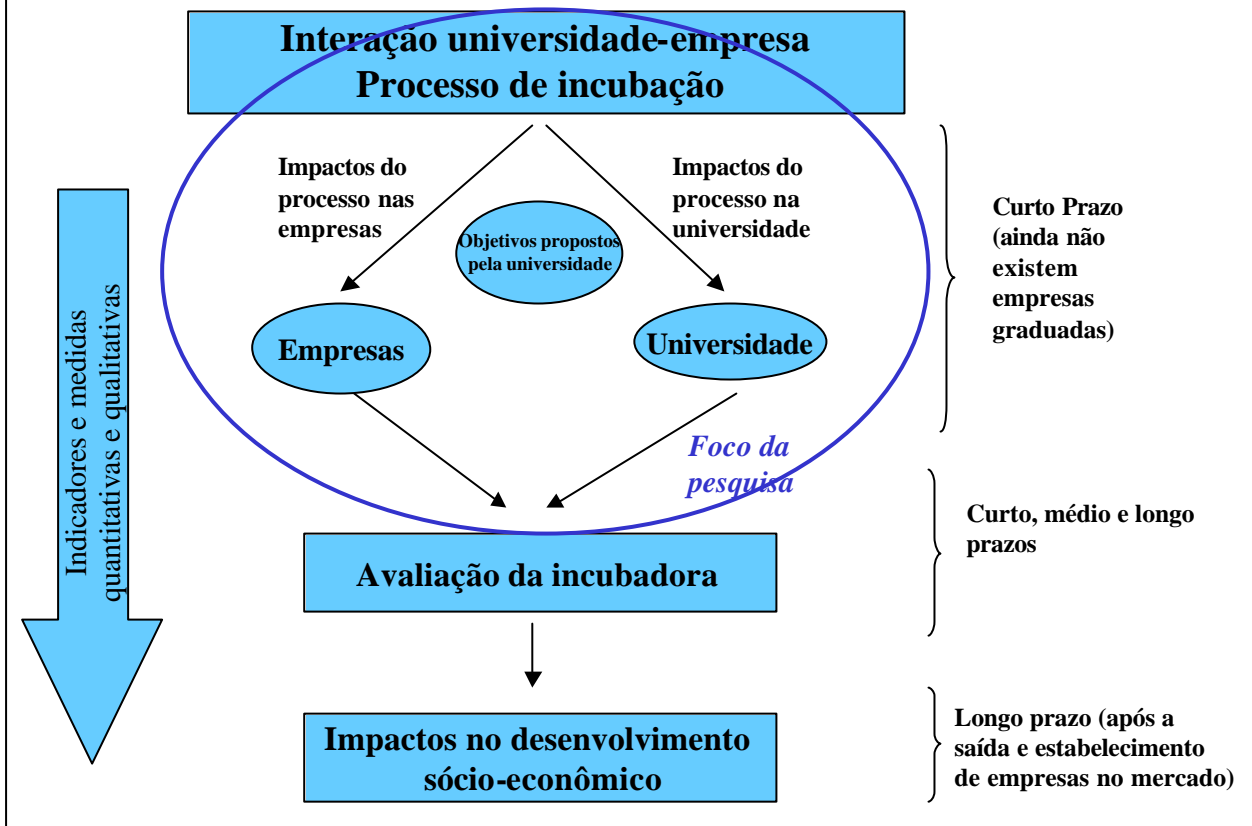 Interação universidade-empresa
Processo de incubação
Impactos do
processo nas
empresas
Impactos do
processo na
universidade
Objetivos propostos
pela universidade
Empresas
Universidade
Foco da
pesquisa
Curto Prazo
(ainda não
existem
empresas
graduadas)
Indicadores e medidas
quantitativas e qualitativas
Avaliação da incubadora
Curto, médio e longo
prazos
Impactos no desenvolvimento
sócio-econômico
Longo prazo (após a
saída e estabelecimento
de empresas no mercado)